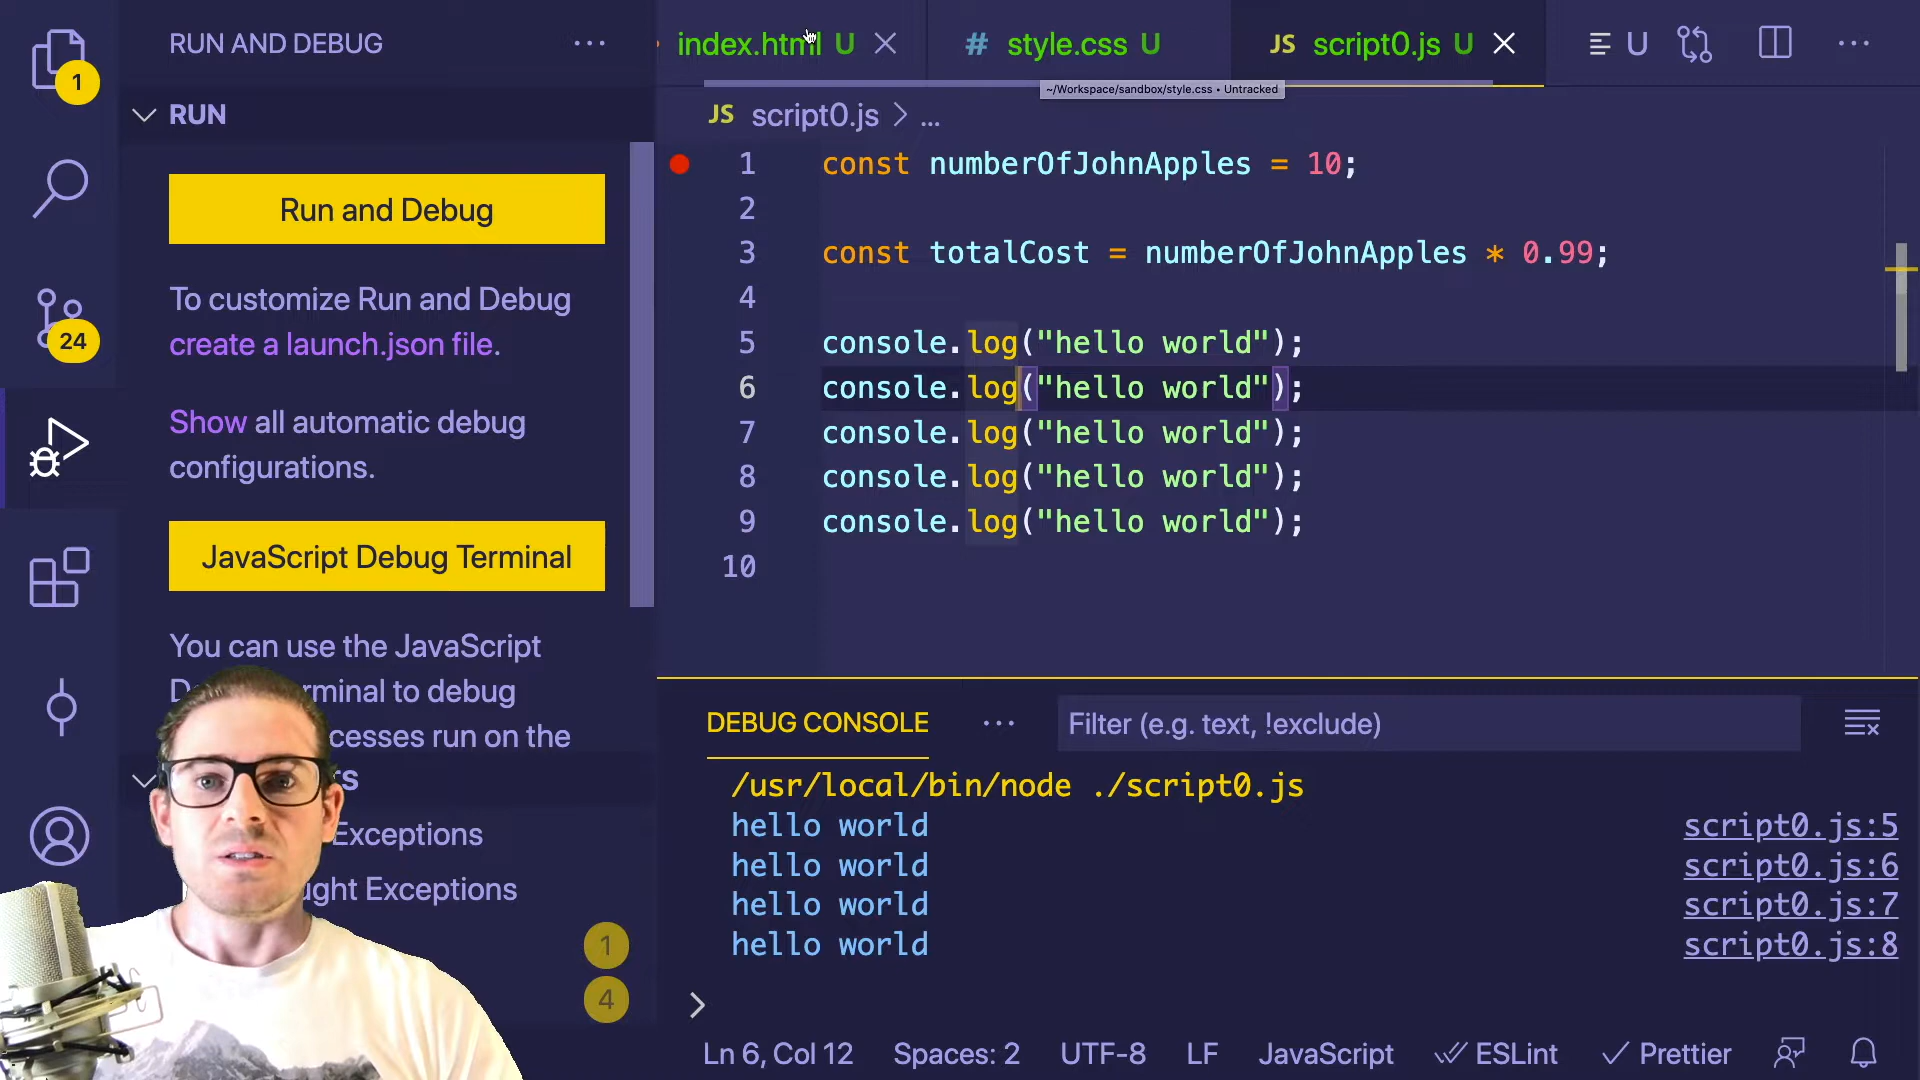 1
24
RUN AND DEBUG
RUN
Run and Debug
To customize Run and Debug
create a launch.json file.
Show all automatic debug
configurations.
JavaScript Debug Terminal
You can use the JavaScript
rminal to debug
cesses run on the
Exceptions
ght Exceptions
1
4
index.html U
# style.css U
JS script0.js U
U
~/Workspace/sandbox/style.css • Untracked
JS script0.js > ...
1 const numberOfJohnApples = 10;
2
3 const totalCost = numberOfJohnApples * 0.99;
4
5 console.log("hello world");
6 console.log("hello world");
7 console.log("hello world");
8 console.log("hello world");
9 console.log("hello world");
10
DEBUG CONSOLE
Filter (e.g. text, !exclude)
/usr/local/bin/node ./script0.js
hello world script0.js:5
hello world script0.js:6
hello world script0.js:7
hello world script0.js:8
>
Ln 6, Col 12 Spaces: 2 UTF-8 LF JavaScript ESLint Prettier